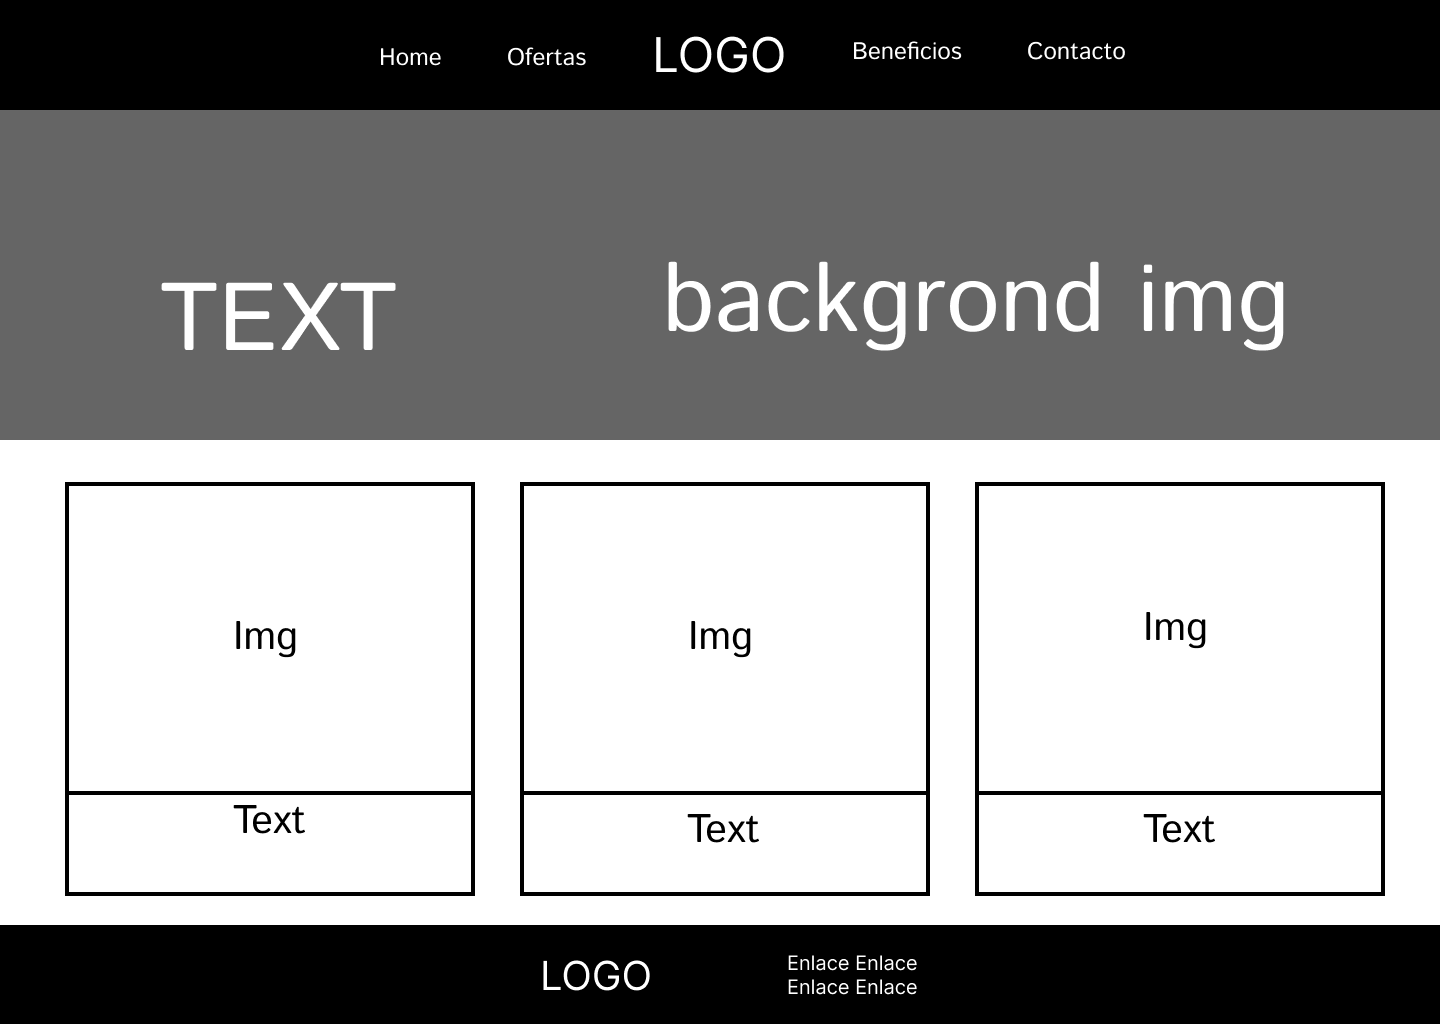 Home Ofertas LOGO Beneficios Contacto
TEXT backgrond img
Img Img Img
Text Text Text
LOGO
Enlace Enlace
Enlace Enlace